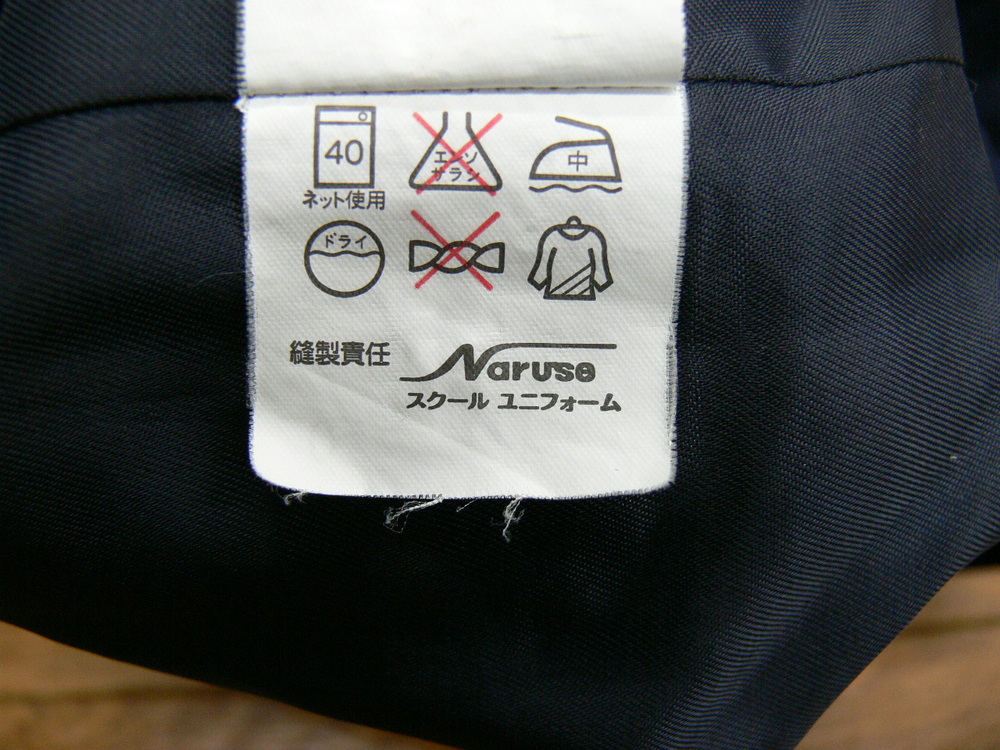 40
ネット使用
エンソ
サラシ
中
ドライ
縫製責任
Naruse
スクール ユニフォーム